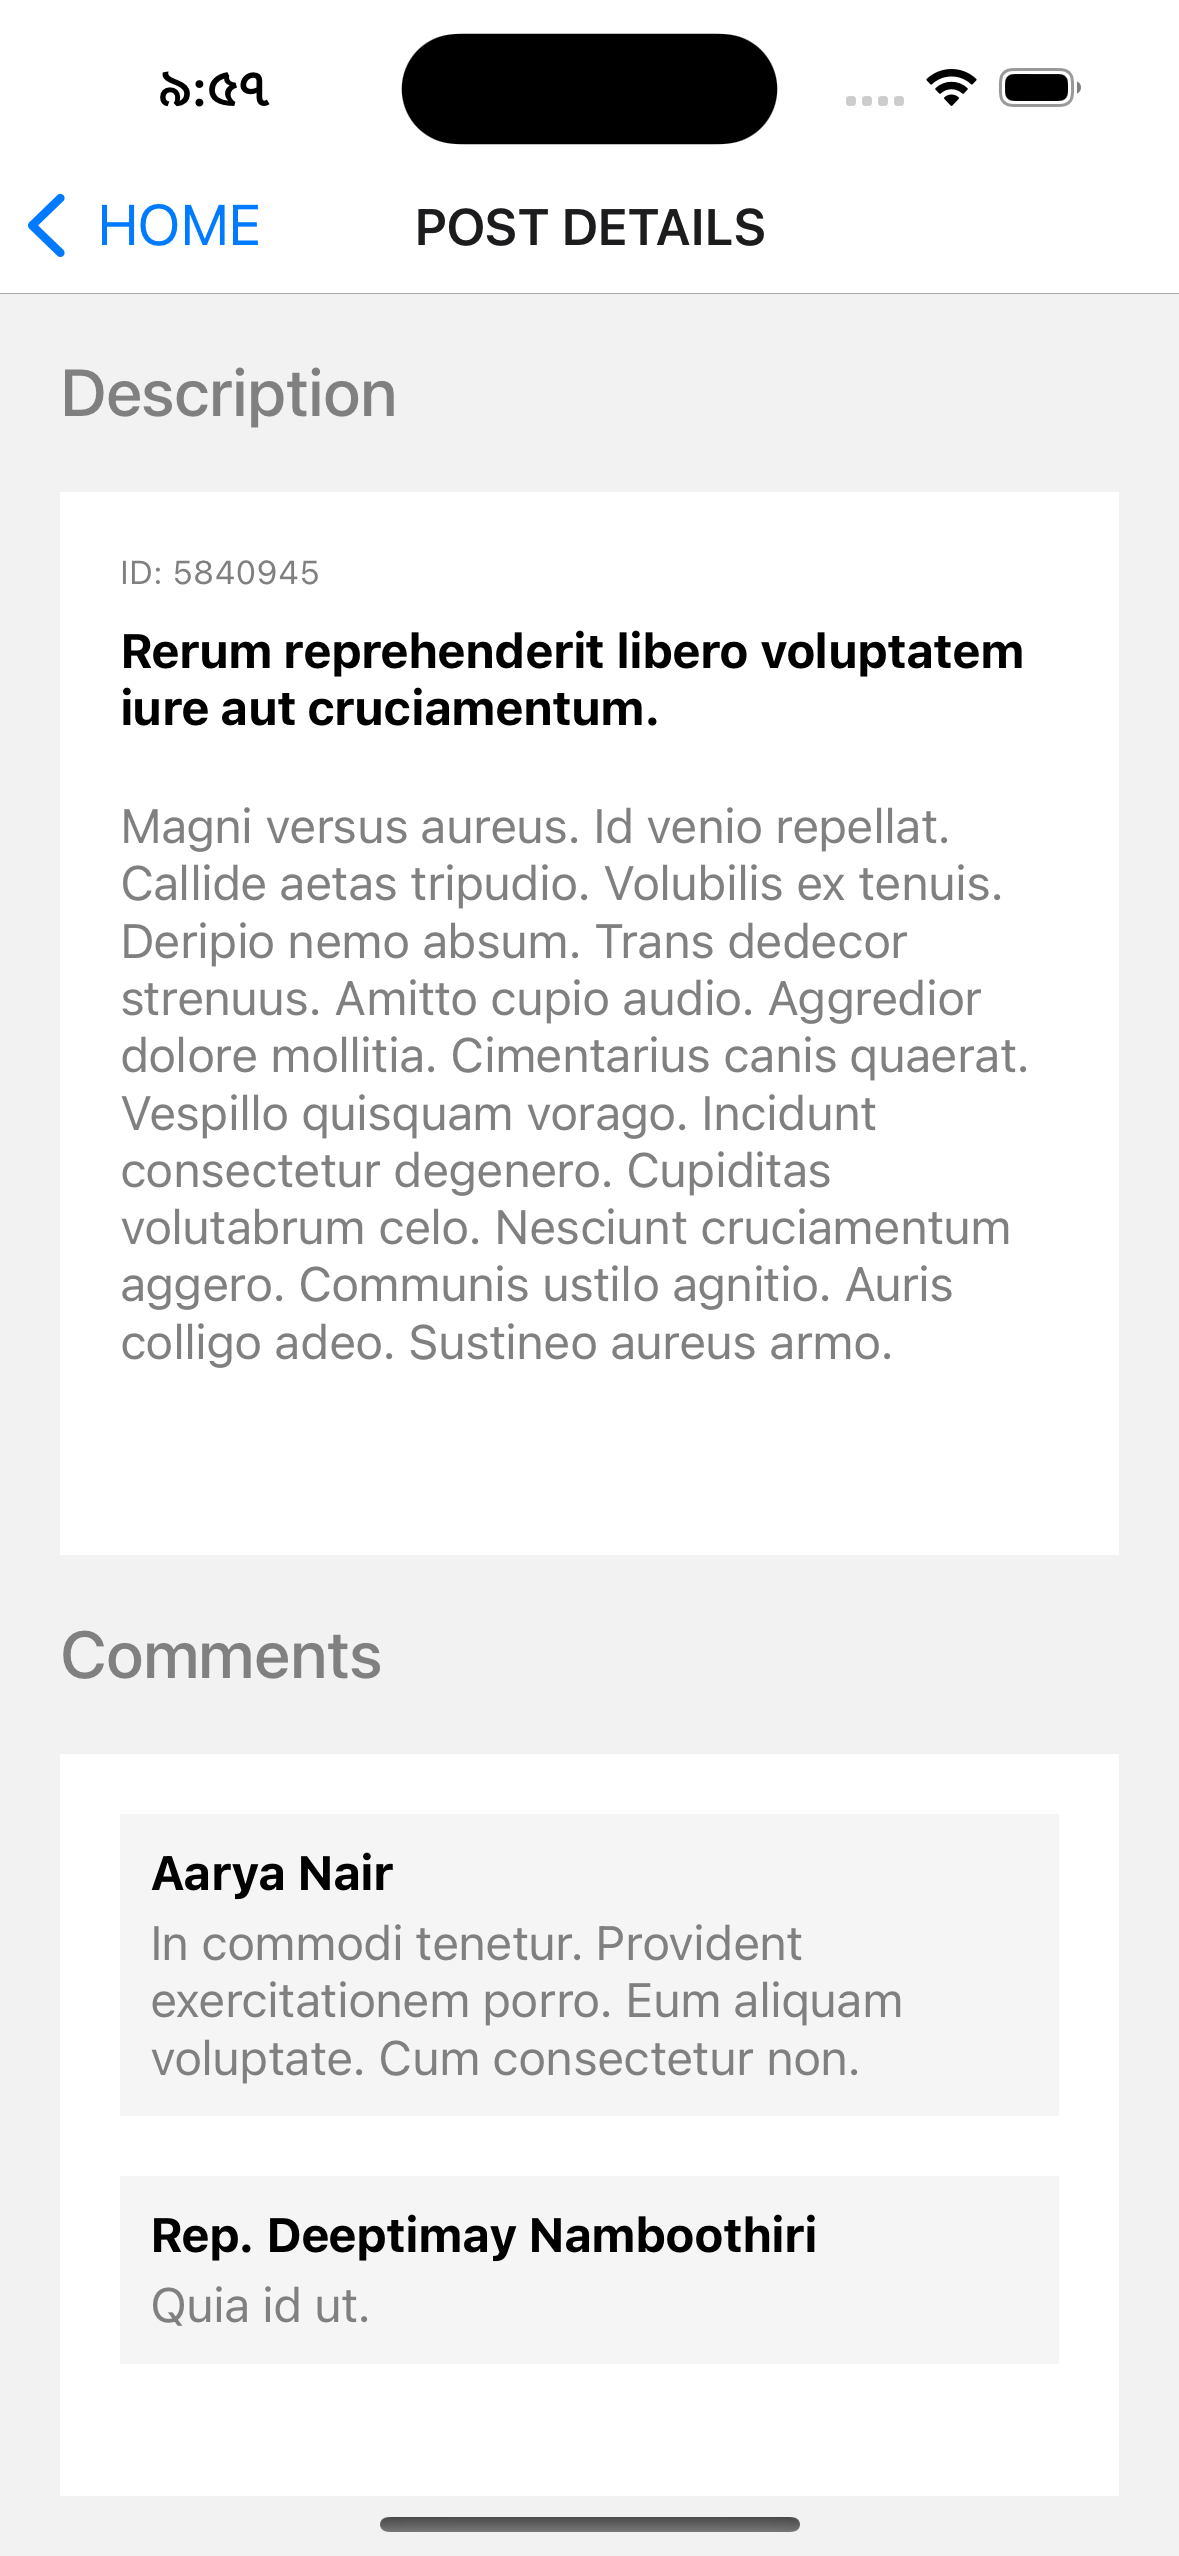 ৯:৫৭
HOME
POST DETAILS
Description
ID: 5840945
Rerum reprehenderit libero voluptatem
iure aut cruciamentum.
Magni versus aureus. Id venio repellat.
Callide aetas tripudio. Volubilis ex tenuis.
Deripio nemo absum. Trans dedecor
strenuus. Amitto cupio audio. Aggredior
dolore mollitia. Cimentarius canis quaerat.
Vespillo quisquam vorago. Incidunt
consectetur degenero. Cupiditas
volutabrum celo. Nesciunt cruciamentum
aggero. Communis ustilo agnitio. Auris
colligo adeo. Sustineo aureus armo.
Comments
Aarya Nair
In commodi tenetur. Provident
exercitationem porro. Eum aliquam
voluptate. Cum consectetur non.
Rep. Deeptimay Namboothiri
Quia id ut.